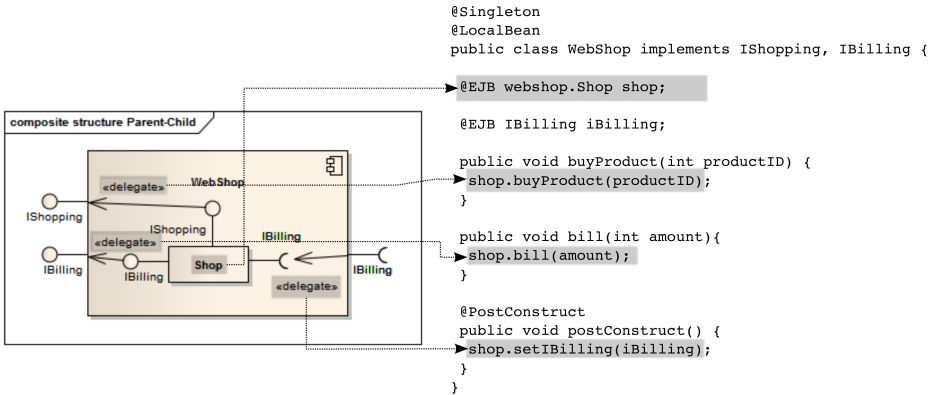 @Singleton
@LocalBean
public class WebShop implements IShopping, IBilling {
@EJB webshop.Shop shop;
@EJB IBilling iBilling;
public void buyProduct(int productID) {
shop.buyProduct(productID);
}
public void bill(int amount){
shop.bill(amount);
}
@PostConstruct
public void postConstruct() {
shop.setIBilling(iBilling);
}
}
composite structure Parent-Child
«delegate»
WebShop
IShopping
IShopping
«delegate»
IBilling
IBilling
IBilling
Shop
IBilling
«delegate»